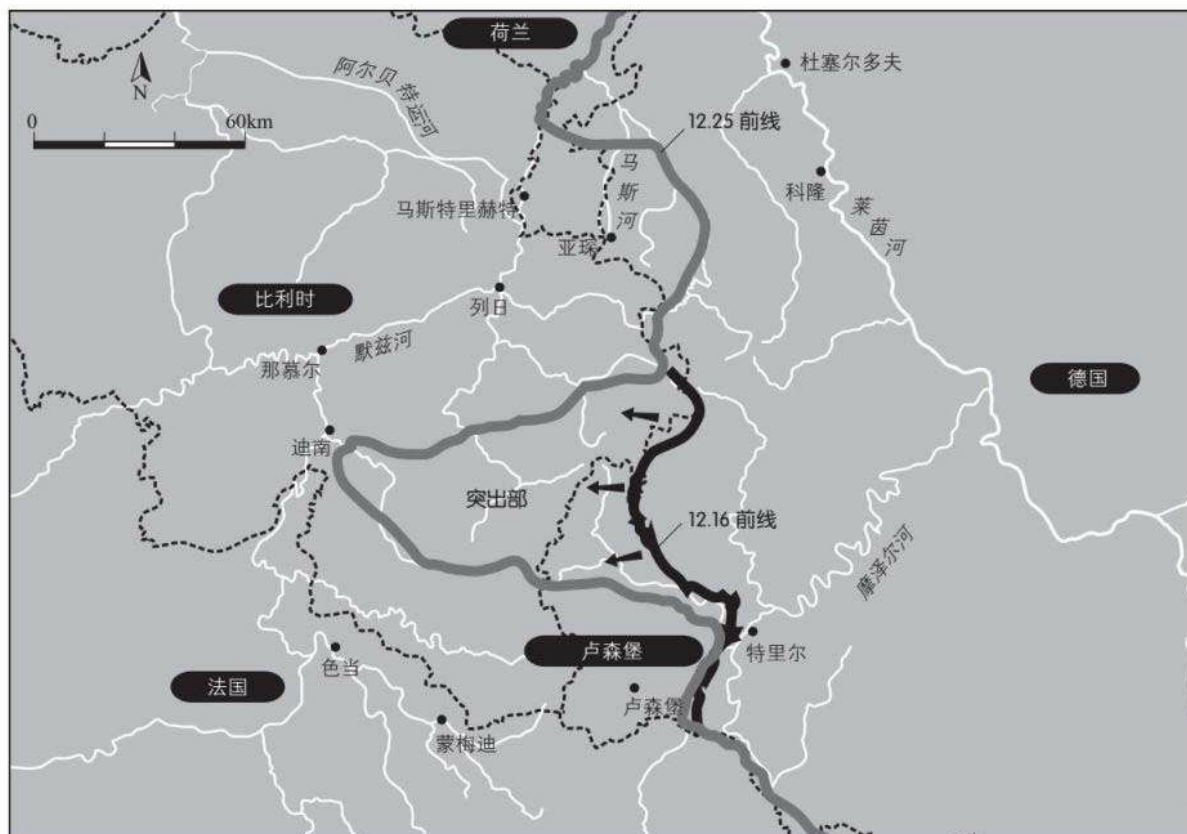 荷兰
杜塞尔多夫
阿尔贝特运河
N
0 60km
12.25 前线
马斯河
科隆
马斯特里赫特
莱茵河
亚琛
比利时
列日
默兹河
那慕尔
德国
迪南
突出部
12.16 前线
摩泽尔河
卢森堡
特里尔
色当
法国
卢森堡
蒙梅迪